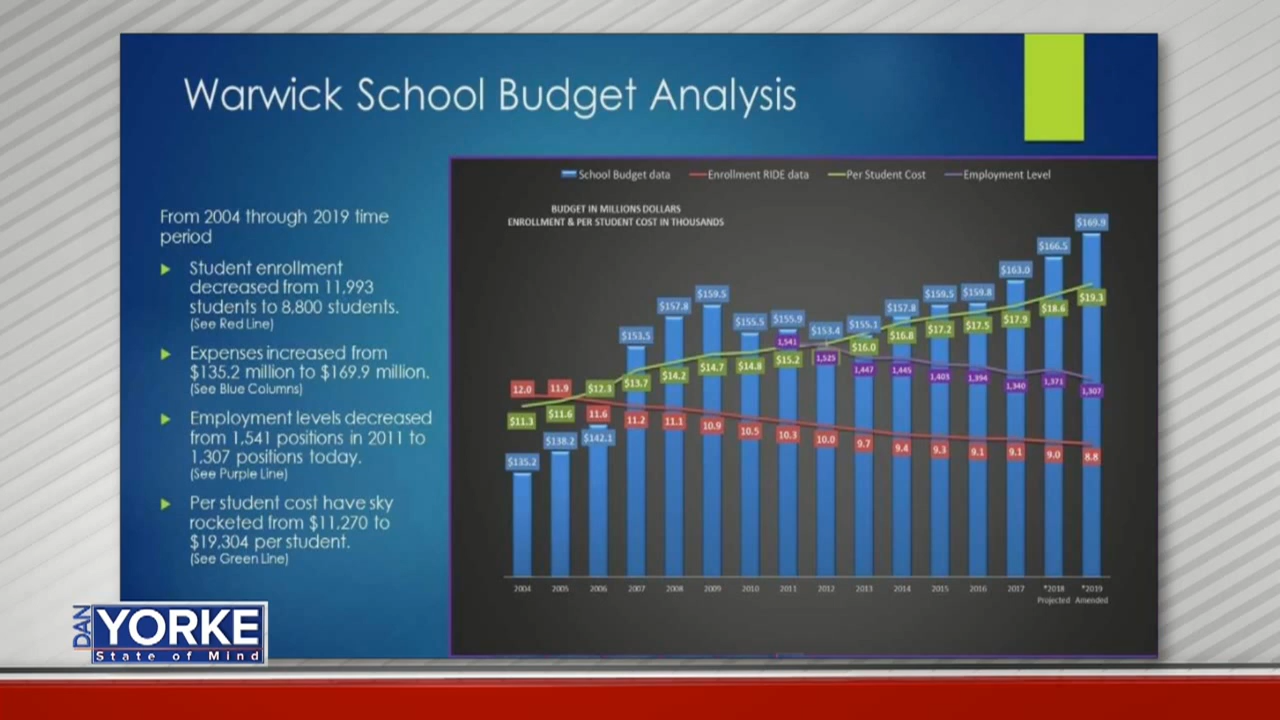 Warwick School Budget Analysis
From 2004 through 2019 time
period
Student enrollment
decreased from 11,993
students to 8,800 students.
(See Red Line)
Expenses increased from
$135.2 million to $169.9 million.
(See Blue Columns)
Employment levels decreased
from 1,541 positions in 2011 to
1,307 positions today.
(See Purple Line)
Per student cost have sky
rocketed from $11,270 to
$19,304 per student.
(See Green Line)
School Budget data Enrollment RIDE data Per Student Cost Employment Level
BUDGET IN MILLIONS DOLLARS
ENROLLMENT & PER STUDENT COST IN THOUSANDS
$135.2 $138.2 $142.1 $153.5 $157.8 $159.5 $155.5 $155.9 $153.4 $155.1 $157.8 $159.5 $159.8 $163.0 $166.5 $169.9
1,541 1,525 1,447 1,445 1,403 1,394 1,340 1,371 1,307
$11.3 $11.6 $12.3 $13.7 $14.2 $14.7 $14.8 $15.2 $16.0 $16.8 $17.2 $17.5 $17.9 $18.6 $19.3
12.0 11.9 11.6 11.2 11.1 10.9 10.5 10.3 10.0 9.7 9.4 9.3 9.1 9.1 9.0 8.8
2004 2005 2006 2007 2008 2009 2010 2011 2012 2013 2014 2015 2016 2017 *2018 *2019
Projected Amended
DAN
YORKE
State of Mind